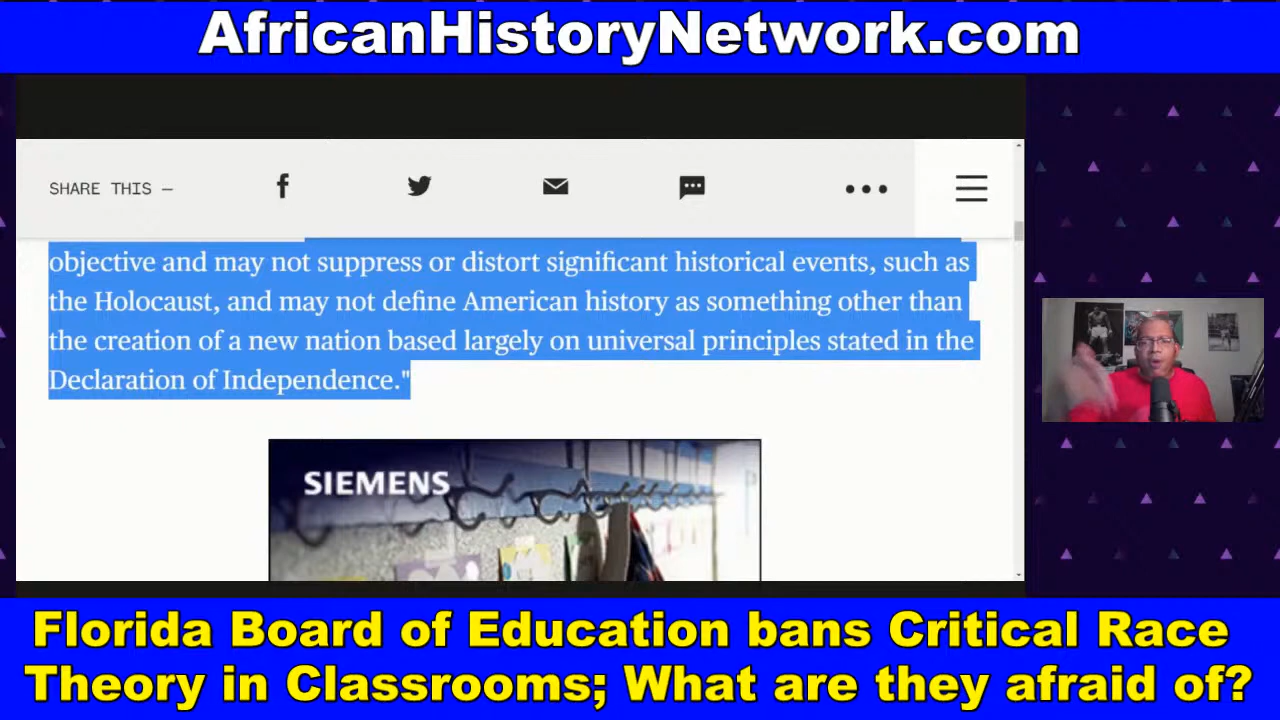 AfricanHistoryNetwork.com
SHARE THIS —
objective and may not suppress or distort significant historical events, such as
the Holocaust, and may not define American history as something other than
the creation of a new nation based largely on universal principles stated in the
Declaration of Independence."
SIEMENS
Florida Board of Education bans Critical Race
Theory in Classrooms; What are they afraid of?